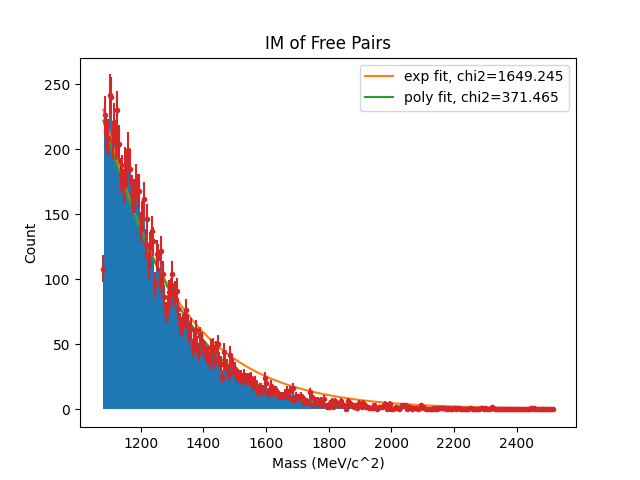 IM of Free Pairs
exp fit, chi2=1649.245
poly fit, chi2=371.465
Count
250
200
150
100
50
0
1200 1400 1600 1800 2000 2200 2400
Mass (MeV/c^2)